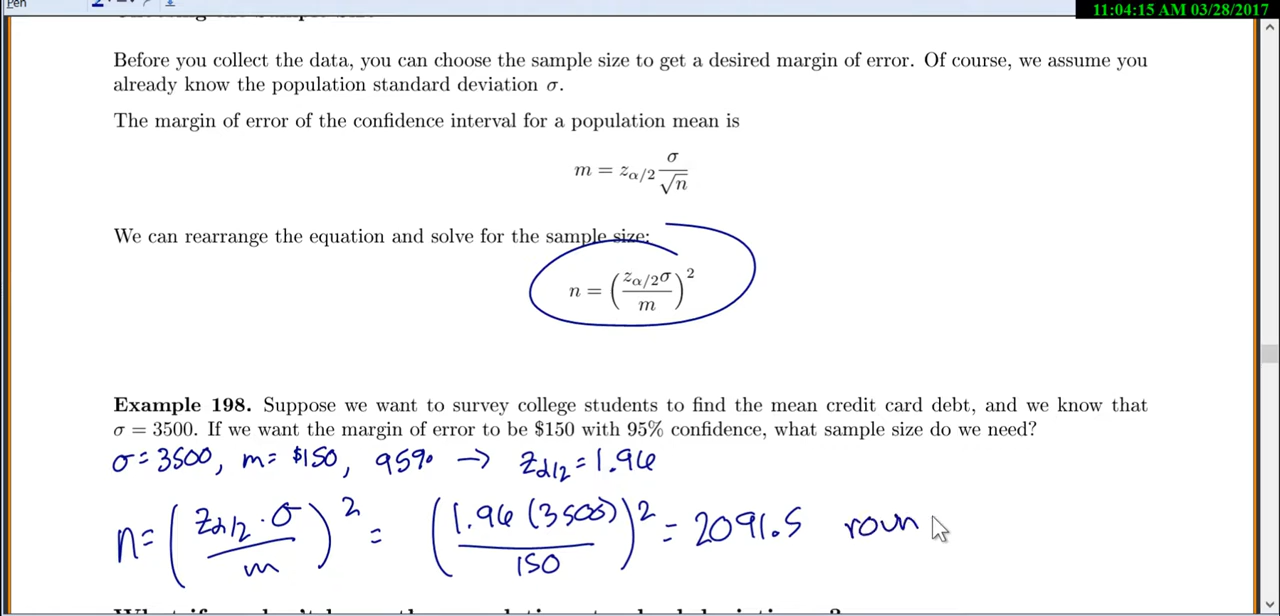 Pen
11:04:15 AM 03/28/2017
Before you collect the data, you can choose the sample size to get a desired margin of error. Of course, we assume you
already know the population standard deviation σ.
The margin of error of the confidence interval for a population mean is
m = z_{α/2} σ/√n
We can rearrange the equation and solve for the sample size:
n = (z_{α/2}σ / m)²
Example 198. Suppose we want to survey college students to find the mean credit card debt, and we know that
σ = 3500. If we want the margin of error to be $150 with 95% confidence, what sample size do we need?
σ = 3500, m = $150, 95% → z_{α/2} = 1.96
n = (z_{α/2} · σ / m)² = (1.96 (3500) / 150)² = 2091.5 roun